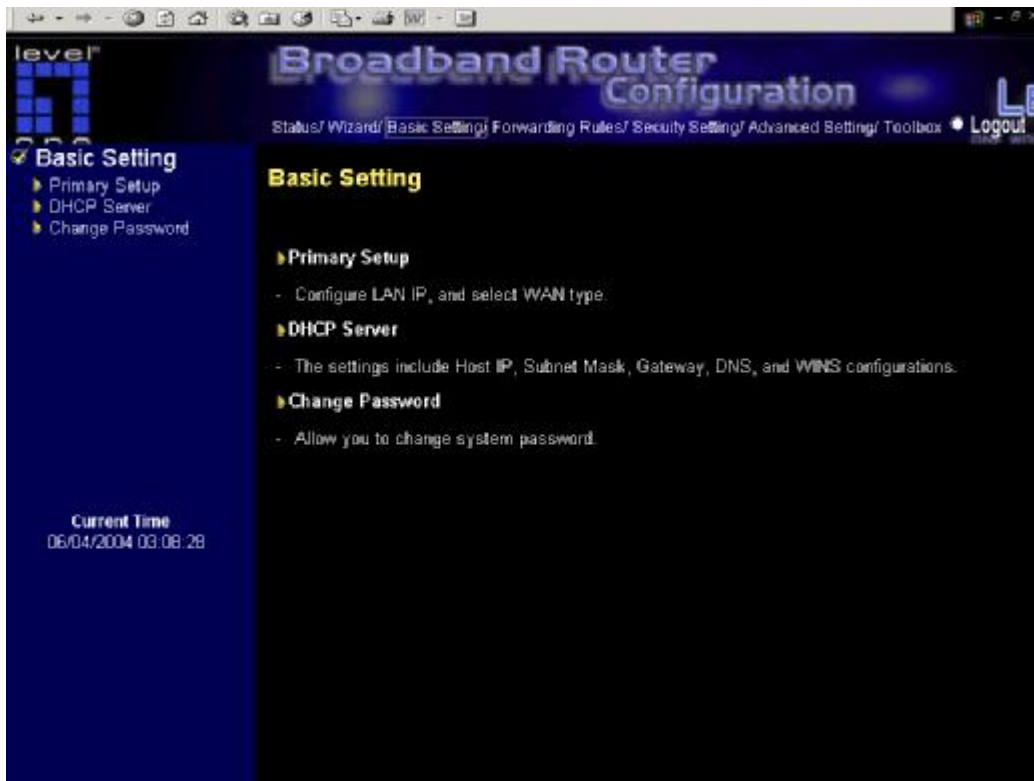 level
Broadband Router
Configuration
Status/ Wizard/ Basic Setting/ Forwarding Rules/ Security Setting/ Advanced Setting/ Toolbox Logout
Basic Setting
Primary Setup
DHCP Server
Change Password
Basic Setting
Primary Setup
- Configure LAN IP, and select WAN type.
DHCP Server
- The settings include Host IP, Subnet Mask, Gateway, DNS, and WINS configurations.
Change Password
- Allow you to change system password.
Current Time
06/04/2004 03:08:28